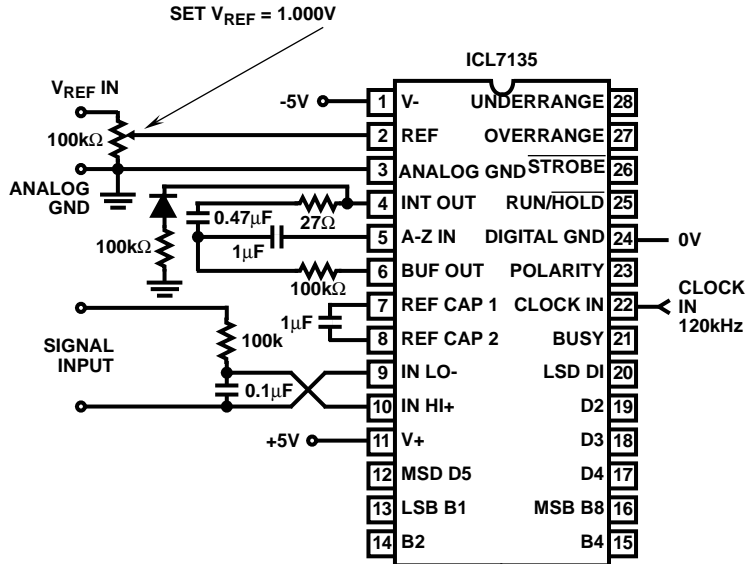 SET VREF = 1.000V
ICL7135
VREF IN
100kΩ
ANALOG
GND
-5V
1 V- UNDERRANGE 28
2 REF OVERRANGE 27
3 ANALOG GND STROBE 26
4 INT OUT RUN/HOLD 25
5 A-Z IN DIGITAL GND 24
6 BUF OUT POLARITY 23
7 REF CAP 1 CLOCK IN 22
8 REF CAP 2 BUSY 21
9 IN LO- LSD DI 20
10 IN HI+ D2 19
11 V+ D3 18
12 MSD D5 D4 17
13 LSB B1 MSB B8 16
14 B2 B4 15
0.47µF
27Ω
100kΩ
1µF
100kΩ
1µF
SIGNAL
INPUT
100k
0.1µF
+5V
0V
CLOCK
IN
120kHz